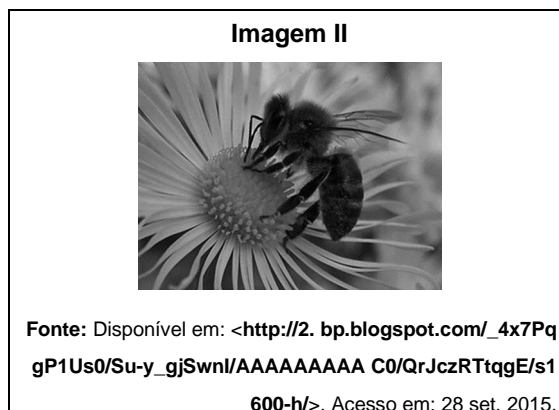 Imagem II
Fonte: Disponível em: <http://2. bp.blogspot.com/_4x7Pq
gP1Us0/Su-y_gjSwnI/AAAAAAAAA C0/QrJczRTtqgE/s1
600-h/>. Acesso em: 28 set. 2015.